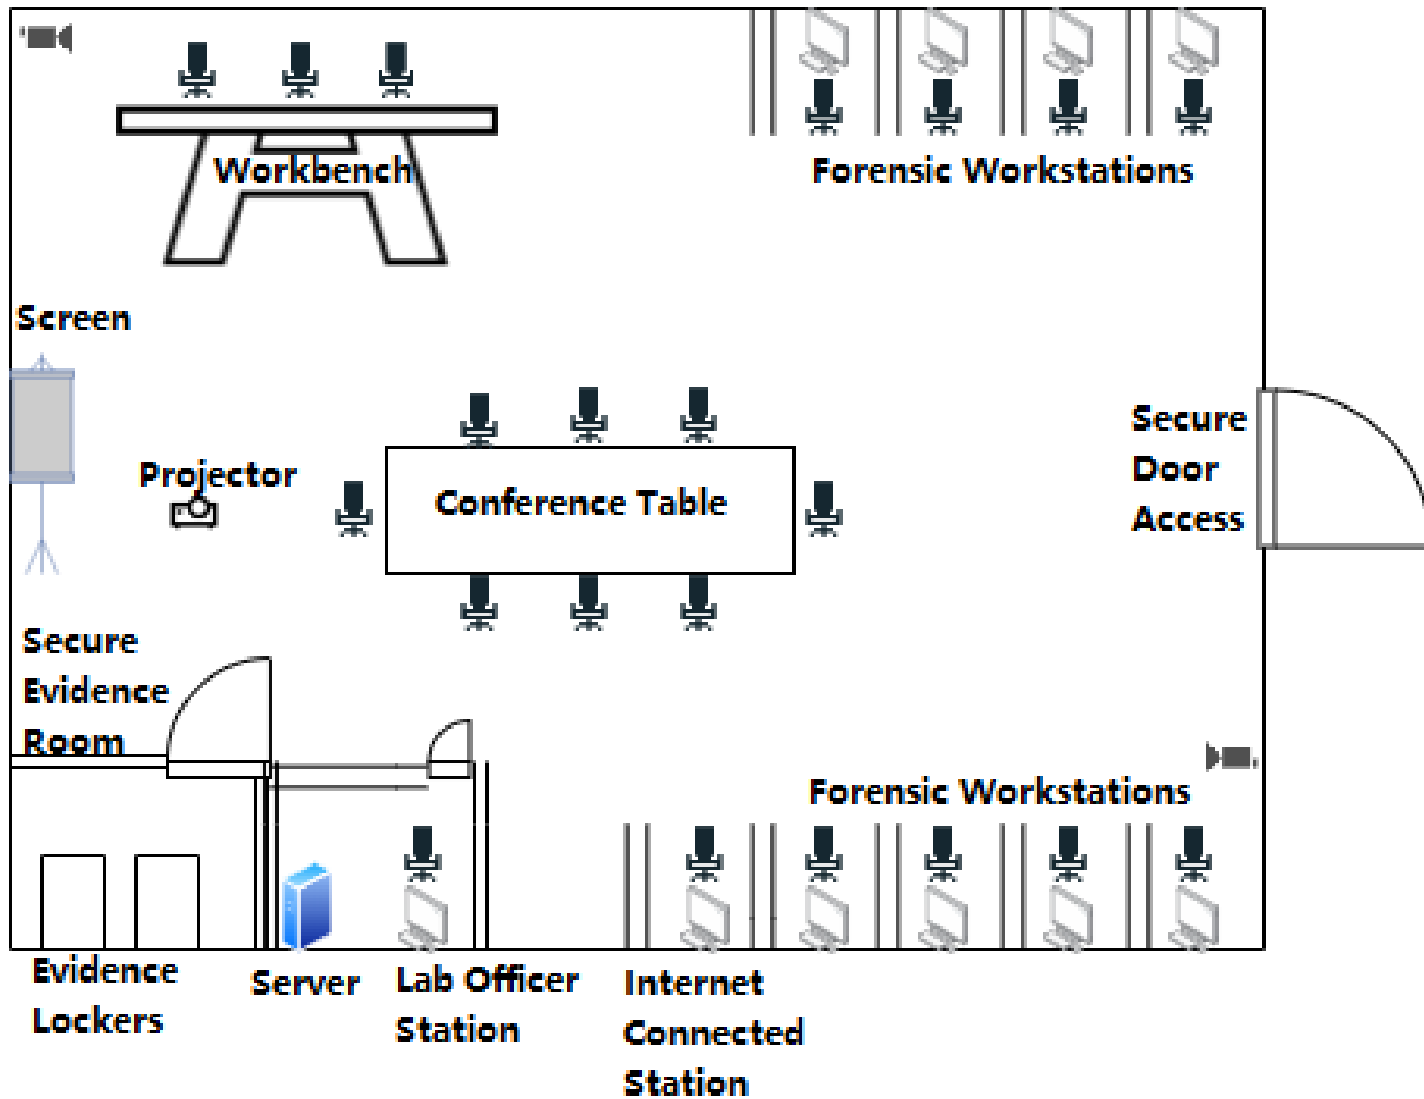 Workbench
Forensic Workstations
Screen
Secure
Door
Access
Projector
Conference Table
Secure
Evidence
Room
Forensic Workstations
Evidence
Lockers
Server
Lab Officer
Station
Internet
Connected
Station